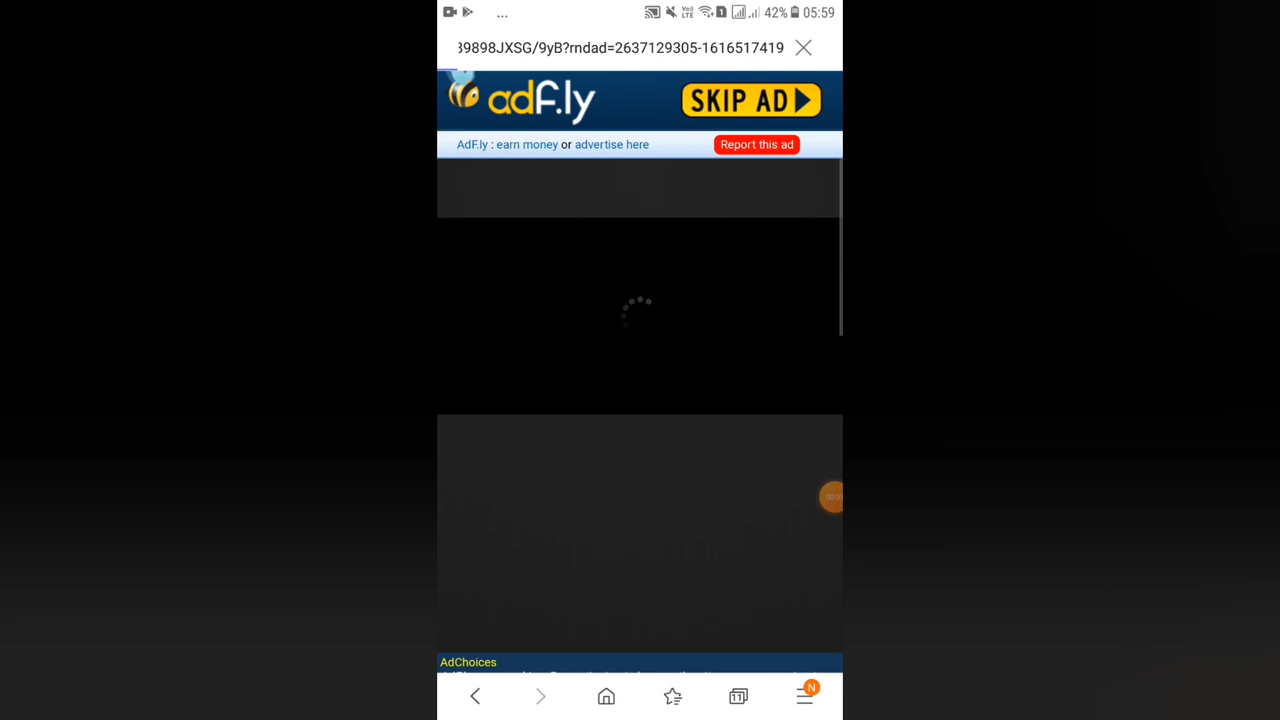 ... 42% 05:59
39898JXSG/9yB?rndad=2637129305-1616517419
adf.ly SKIP AD
AdF.ly : earn money or advertise here Report this ad
AdChoices
11 N